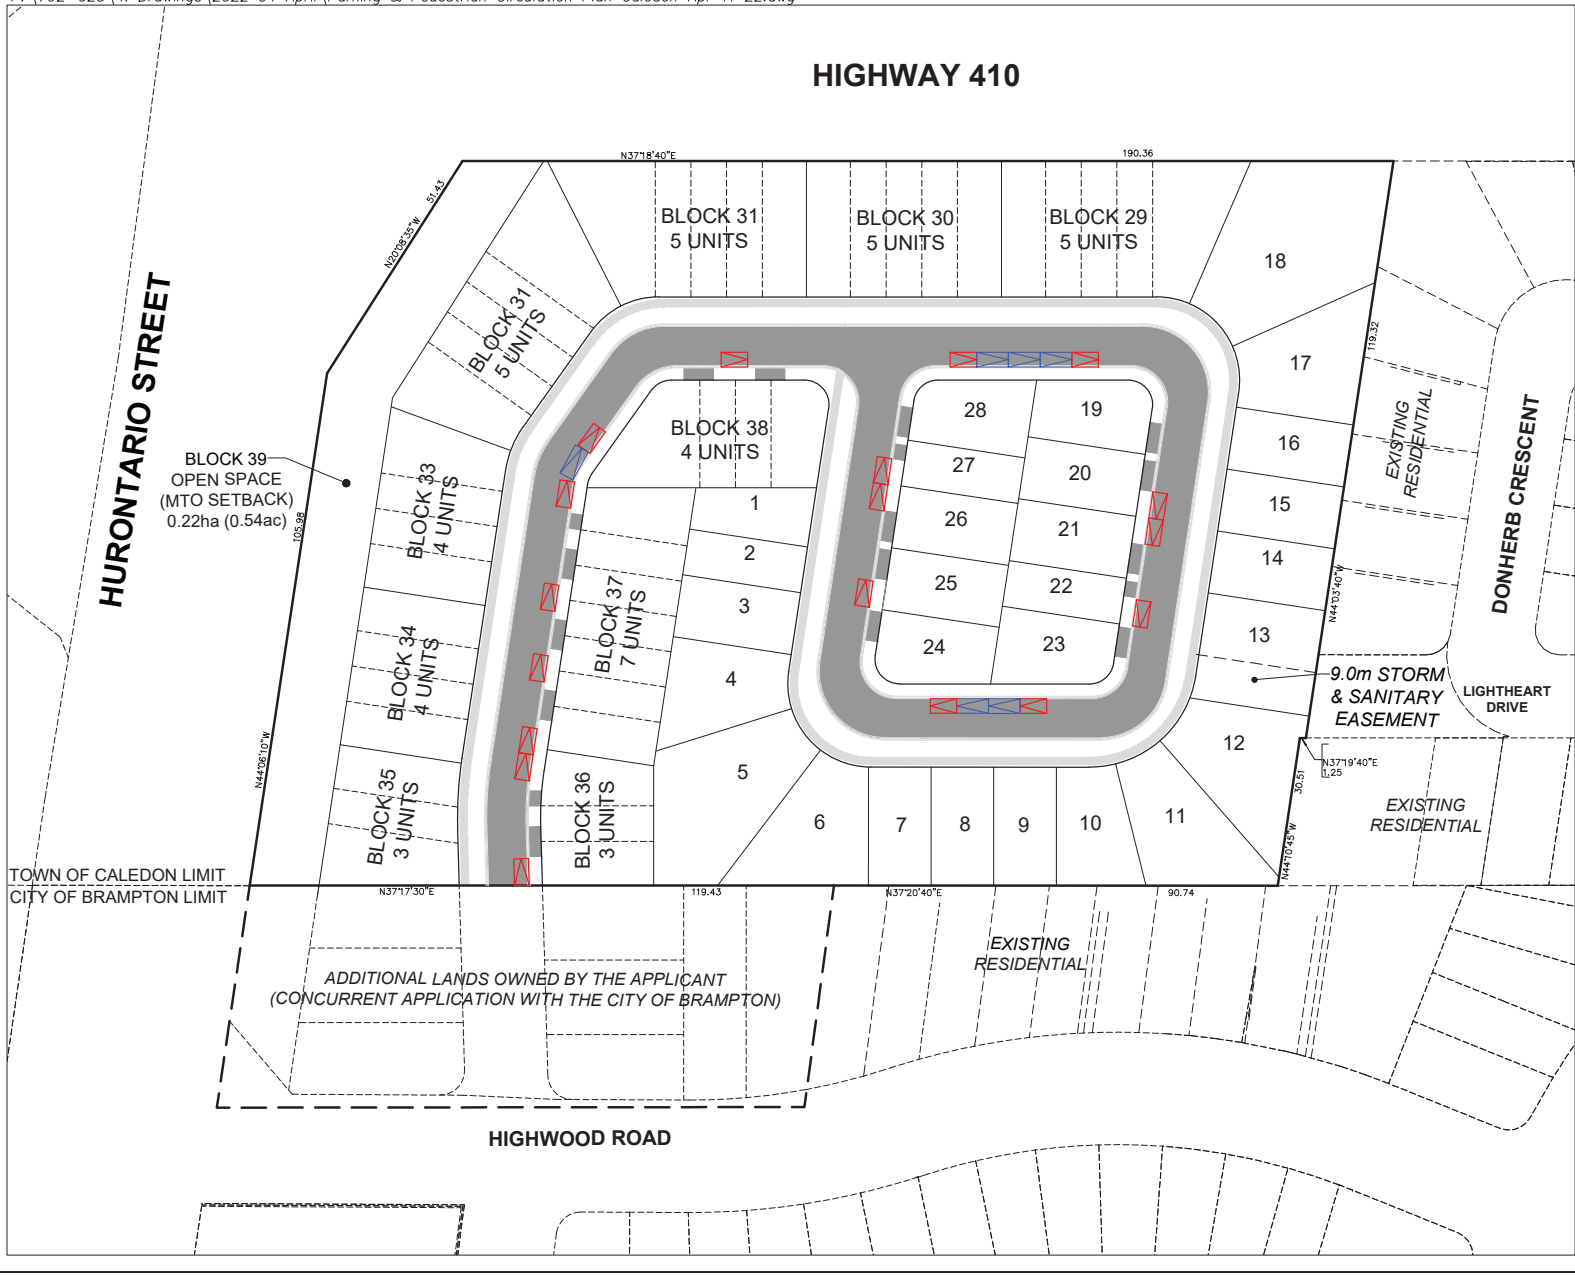 HIGHWAY 410
N37°18'40"E
190.36
51.43
N20°08'35"W
BLOCK 31
5 UNITS
BLOCK 30
5 UNITS
BLOCK 29
5 UNITS
18
HURONTARIO STREET
BLOCK 31
5 UNITS
119.32
17
28
19
EXISTING
RESIDENTIAL
DONHERB CRESCENT
BLOCK 38
4 UNITS
16
BLOCK 39
OPEN SPACE
(MTO SETBACK)
0.22ha (0.54ac)
27
20
BLOCK 33
4 UNITS
1
15
105.98
26
21
2
14
25
22
3
N44°03'40"W
BLOCK 37
7 UNITS
13
24
23
BLOCK 34
4 UNITS
4
9.0m STORM
& SANITARY
EASEMENT
LIGHTHEART
DRIVE
N44°06'10"W
12
5
N37°19'40"E
1.25
30.51
BLOCK 35
3 UNITS
BLOCK 36
3 UNITS
6
7
8
9
10
11
EXISTING
RESIDENTIAL
N44°10'45"W
TOWN OF CALEDON LIMIT
CITY OF BRAMPTON LIMIT
N37°17'30"E
119.43
N37°20'40"E
90.74
EXISTING
RESIDENTIAL
ADDITIONAL LANDS OWNED BY THE APPLICANT
(CONCURRENT APPLICATION WITH THE CITY OF BRAMPTON)
HIGHWOOD ROAD